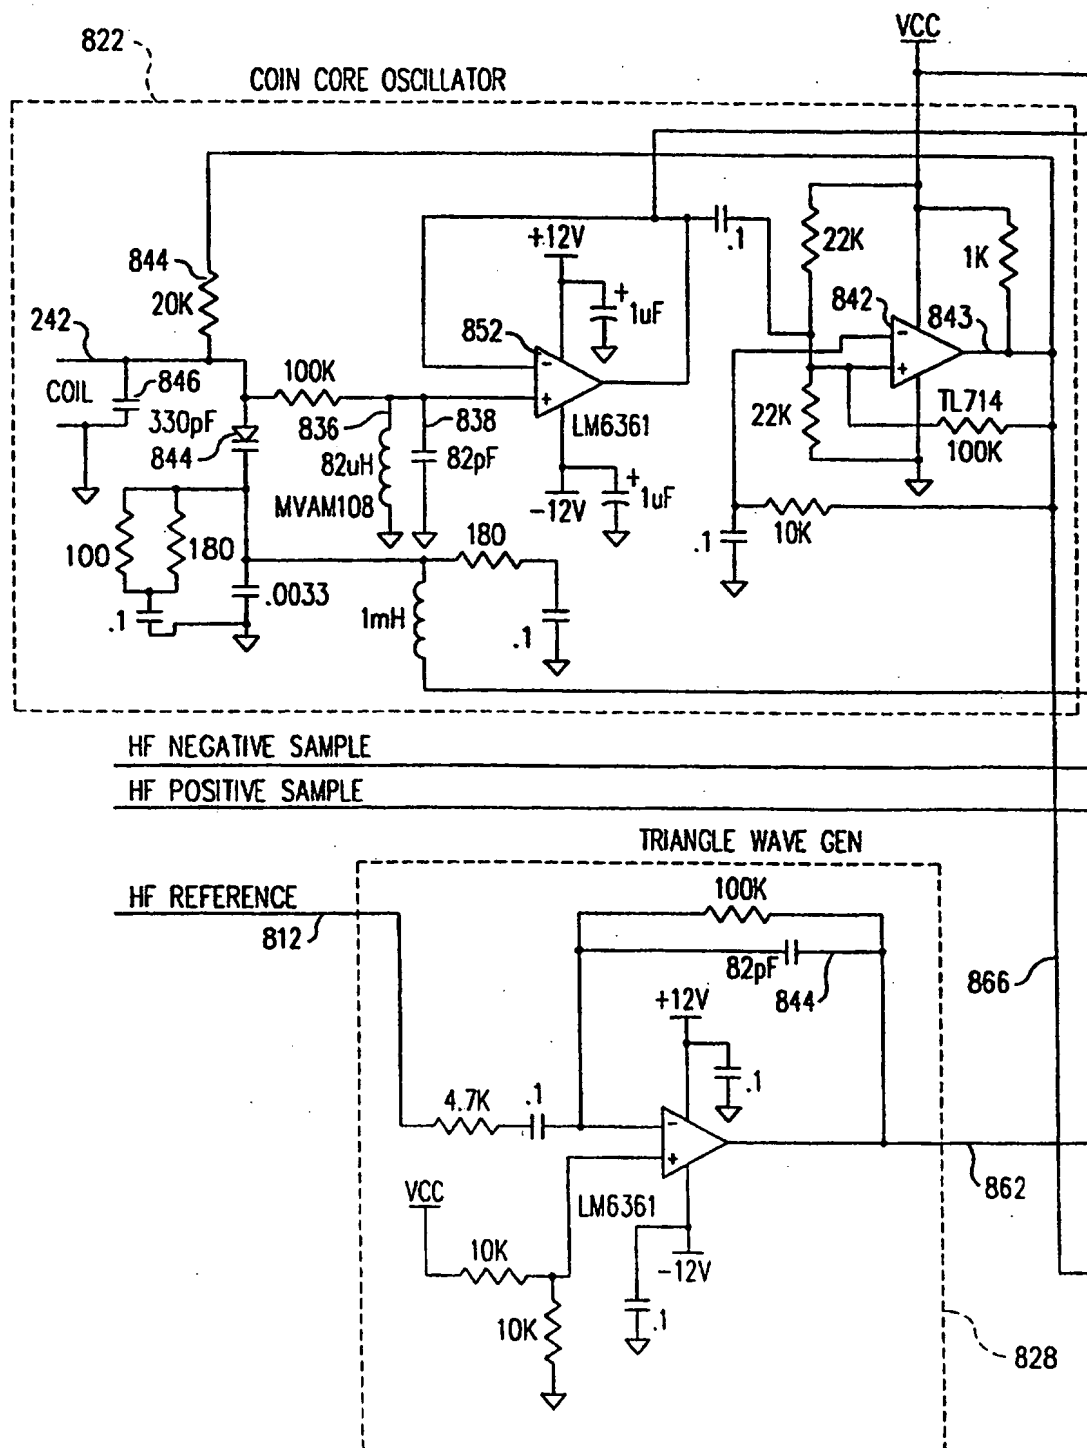 822
COIN CORE OSCILLATOR
VCC
844
20K
242
COIL
846
330pF
844
100K
836
82uH
MVAM108
838
82pF
852
+12V
+
1uF
-
+
LM6361
-12V
+
1uF
.1
22K
1K
842
843
-
+
22K
TL714
100K
10K
.1
100
180
.1
.0033
180
1mH
.1
HF NEGATIVE SAMPLE
HF POSITIVE SAMPLE
TRIANGLE WAVE GEN
HF REFERENCE
812
100K
82pF
844
866
+12V
.1
4.7K
.1
-
+
LM6361
862
VCC
10K
-12V
10K
.1
828